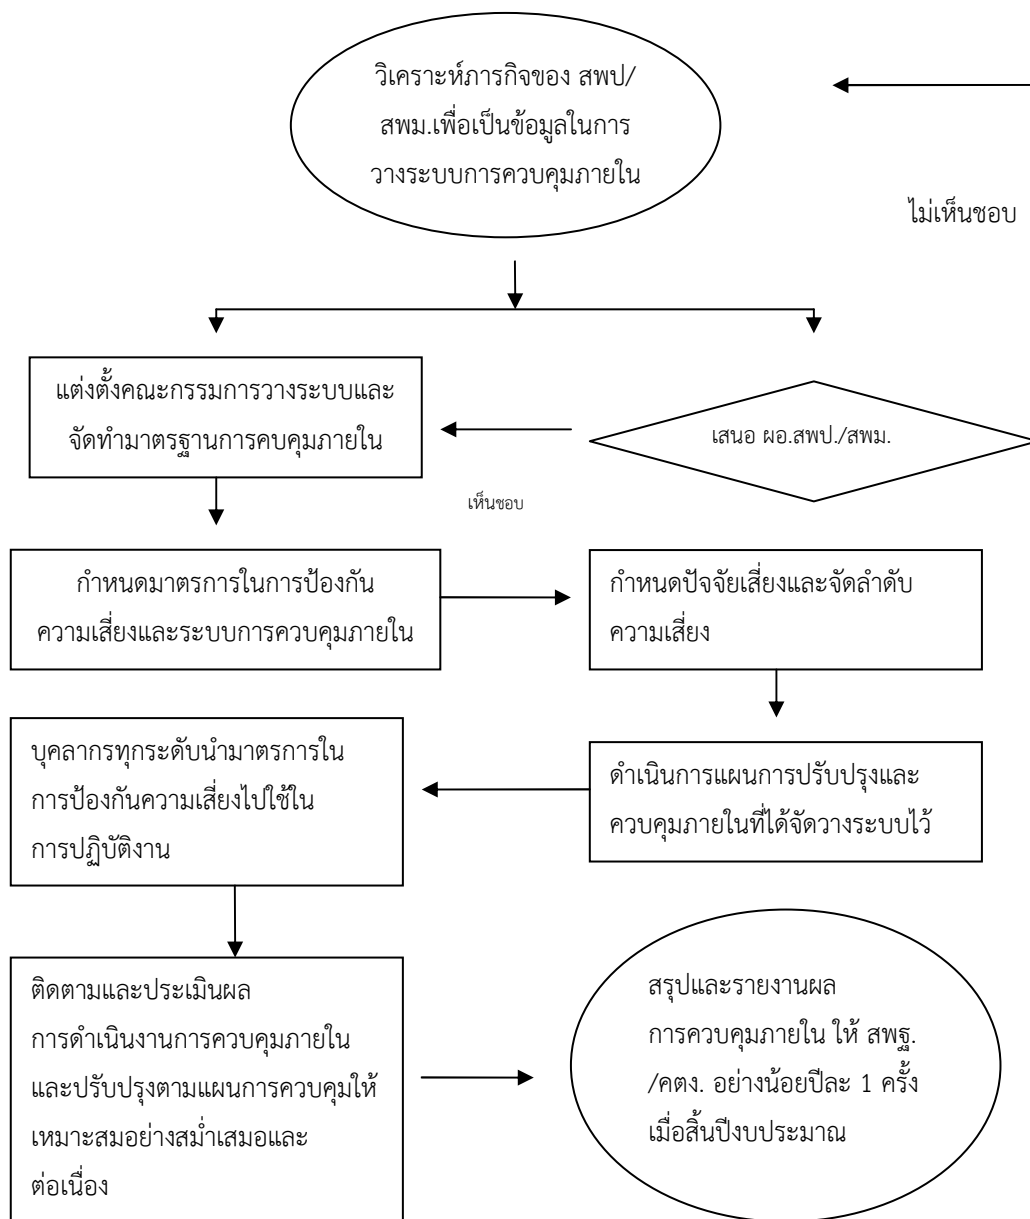 วิเคราะห์ภารกิจของ สพป/
สพม.เพื่อเป็นข้อมูลในการ
วางระบบการควบคุมภายใน
ไม่เห็นชอบ
แต่งตั้งคณะกรรมการวางระบบและ
จัดทำมาตรฐานการคบคุมภายใน
เสนอ ผอ.สพป./สพม.
เห็นชอบ
กำหนดมาตรการในการป้องกัน
ความเสี่ยงและระบบการควบคุมภายใน
กำหนดปัจจัยเสี่ยงและจัดลำดับ
ความเสี่ยง
บุคลากรทุกระดับนำมาตรการใน
การป้องกันความเสี่ยงไปใช้ใน
การปฏิบัติงาน
ดำเนินการแผนการปรับปรุงและ
ควบคุมภายในที่ได้จัดวางระบบไว้
ติดตามและประเมินผล
การดำเนินงานการควบคุมภายใน
และปรับปรุงตามแผนการควบคุมให้
เหมาะสมอย่างสม่ำเสมอและ
ต่อเนื่อง
สรุปและรายงานผล
การควบคุมภายใน ให้ สพฐ.
/คตง. อย่างน้อยปีละ 1 ครั้ง
เมื่อสิ้นปีงบประมาณ